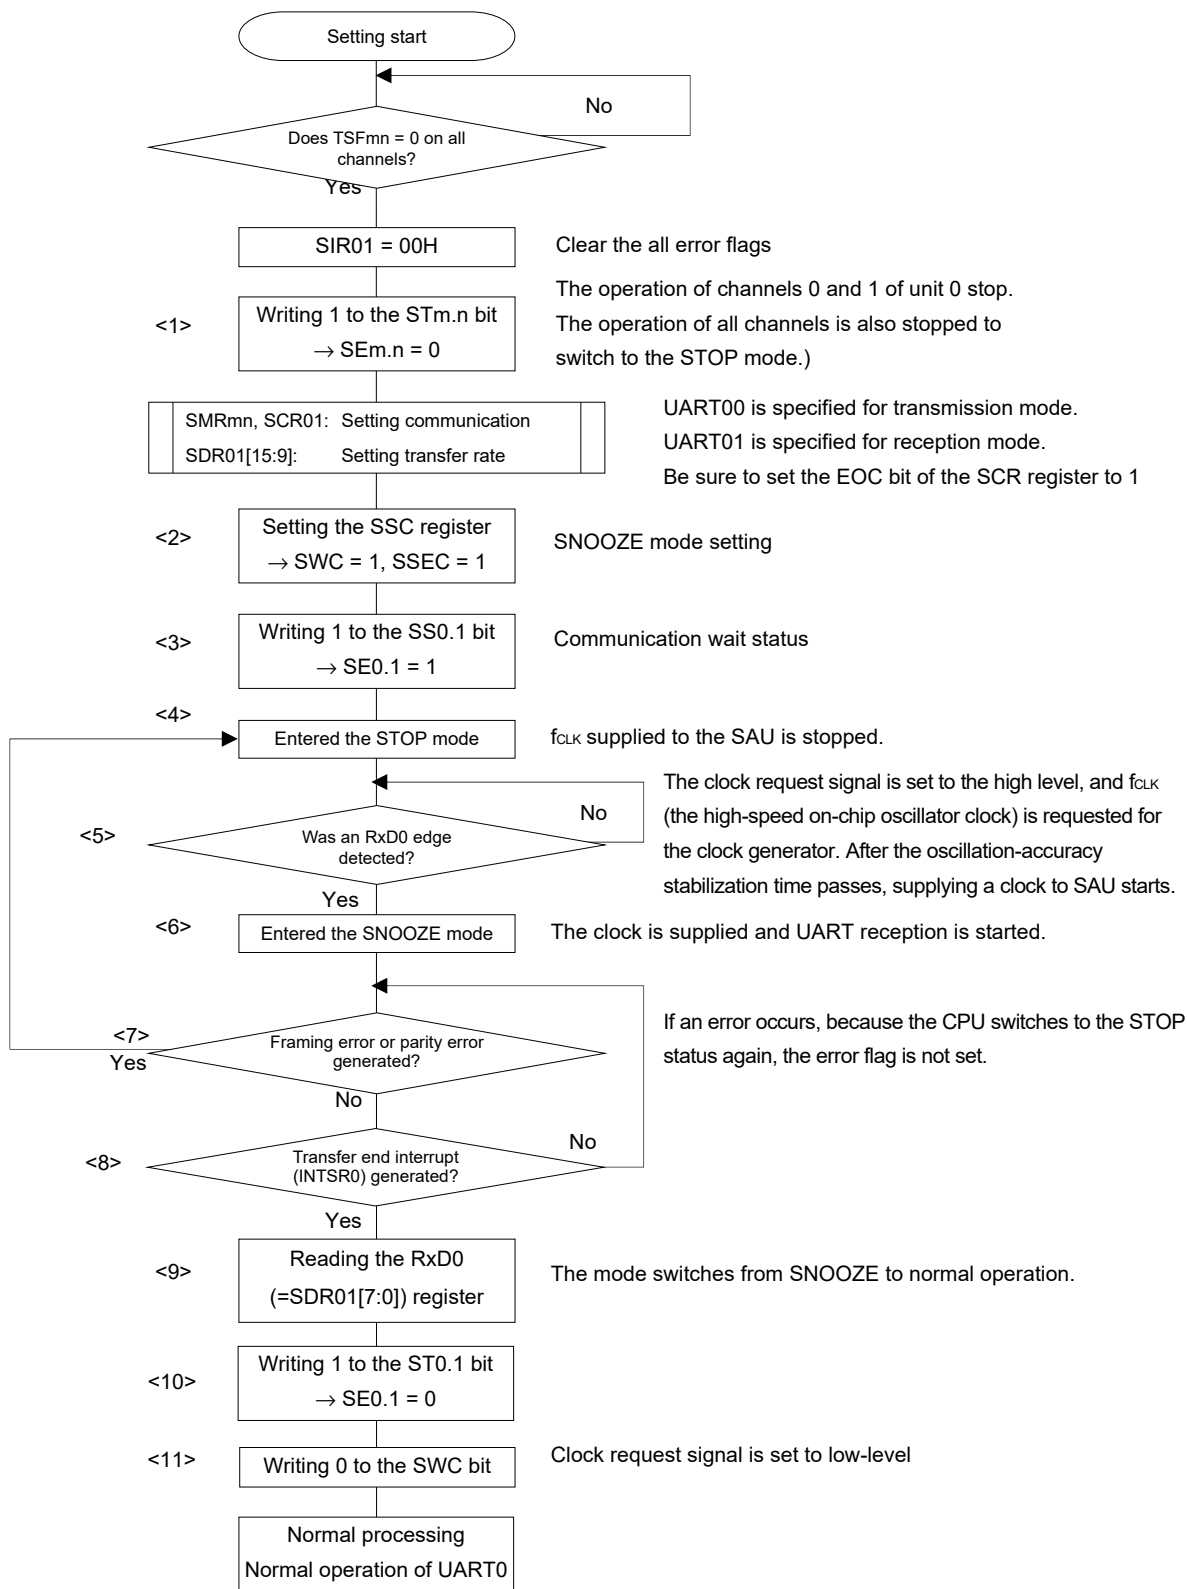 Setting start
No
Does TSFmn = 0 on all
channels?
Yes
SIR01 = 00H
Clear the all error flags
<1>
Writing 1 to the STm.n bit
→ SEm.n = 0
The operation of channels 0 and 1 of unit 0 stop.
The operation of all channels is also stopped to
switch to the STOP mode.)
SMRmn, SCR01: Setting communication
SDR01[15:9]: Setting transfer rate
UART00 is specified for transmission mode.
UART01 is specified for reception mode.
Be sure to set the EOC bit of the SCR register to 1
<2>
Setting the SSC register
→ SWC = 1, SSEC = 1
SNOOZE mode setting
<3>
Writing 1 to the SS0.1 bit
→ SE0.1 = 1
Communication wait status
<4>
Entered the STOP mode
fCLK supplied to the SAU is stopped.
<5>
Was an RxD0 edge
detected?
No
Yes
The clock request signal is set to the high level, and fCLK
(the high-speed on-chip oscillator clock) is requested for
the clock generator. After the oscillation-accuracy
stabilization time passes, supplying a clock to SAU starts.
<6>
Entered the SNOOZE mode
The clock is supplied and UART reception is started.
<7>
Yes
Framing error or parity error
generated?
No
If an error occurs, because the CPU switches to the STOP
status again, the error flag is not set.
<8>
Transfer end interrupt
(INTSR0) generated?
No
Yes
<9>
Reading the RxD0
(=SDR01[7:0]) register
The mode switches from SNOOZE to normal operation.
<10>
Writing 1 to the ST0.1 bit
→ SE0.1 = 0
<11>
Writing 0 to the SWC bit
Clock request signal is set to low-level
Normal processing
Normal operation of UART0